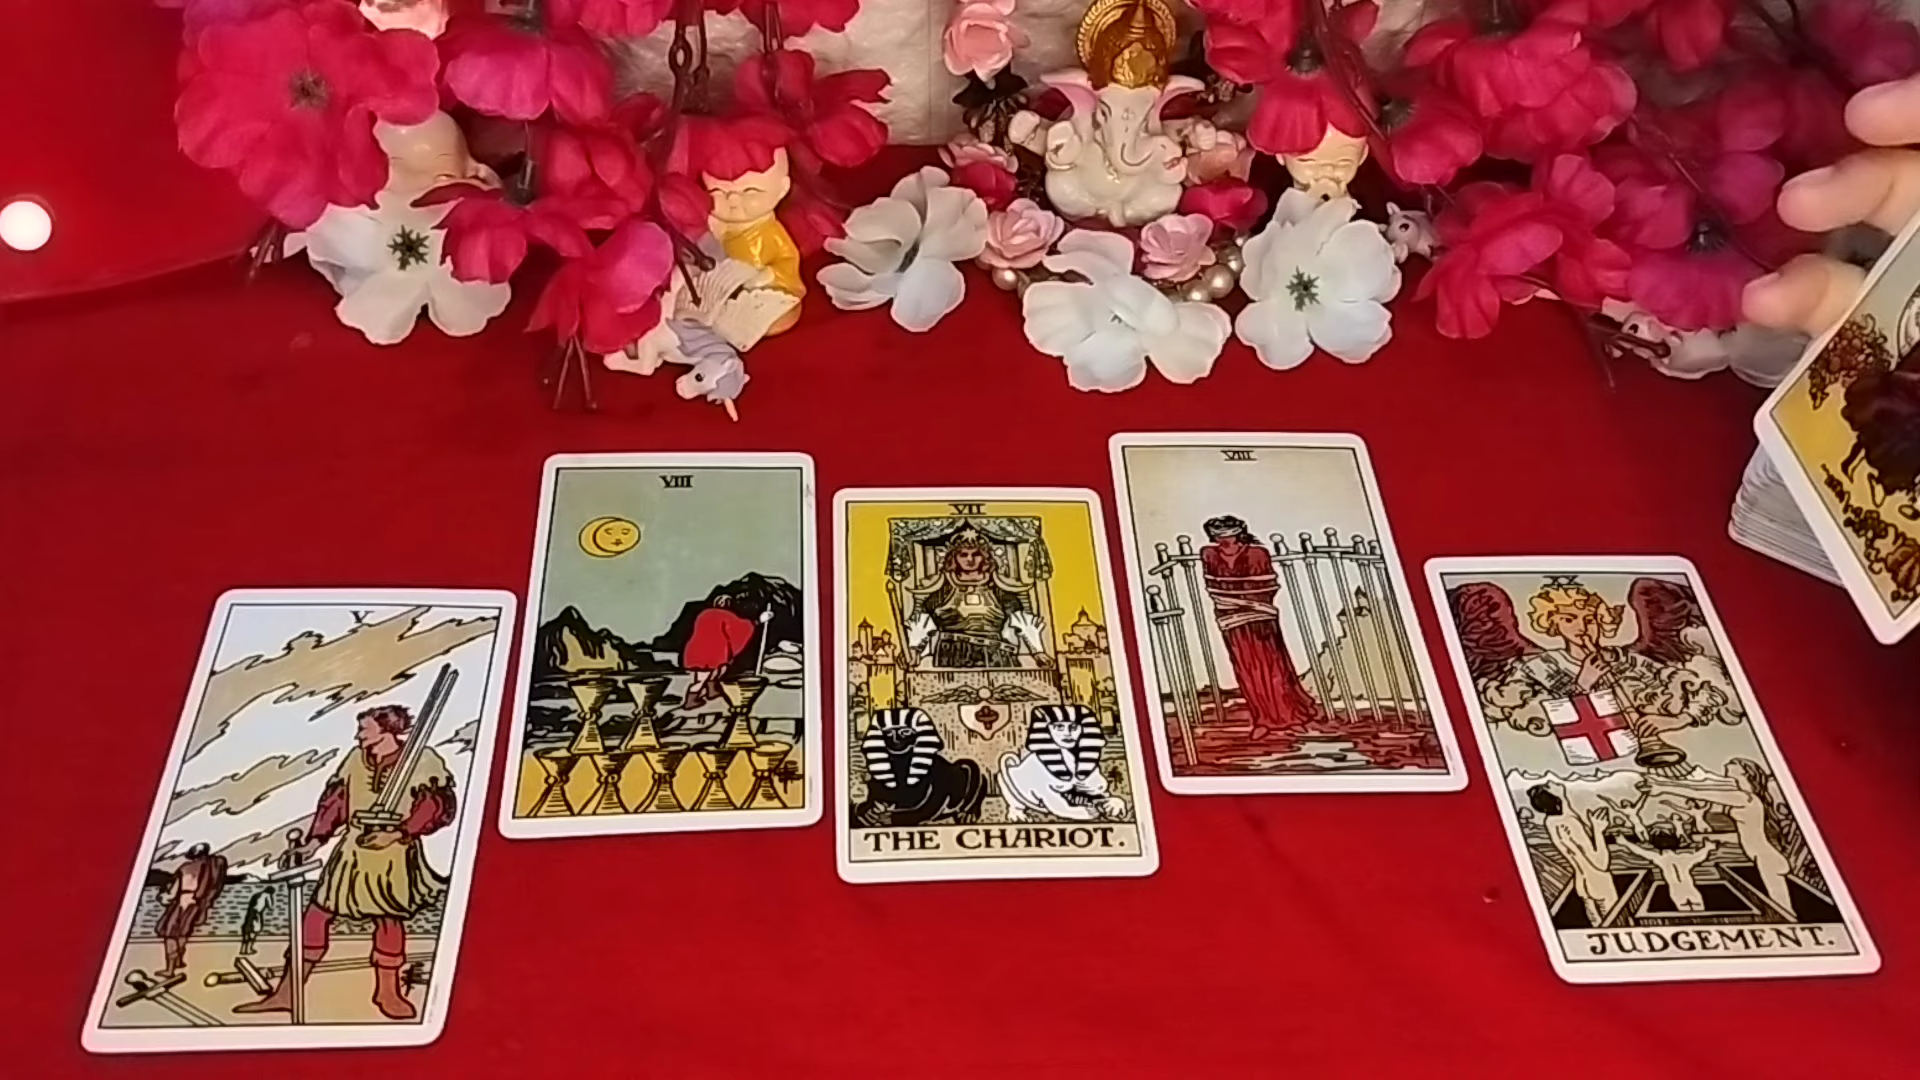 V
VIII
VII
THE CHARIOT.
VIII
XX
JUDGEMENT.